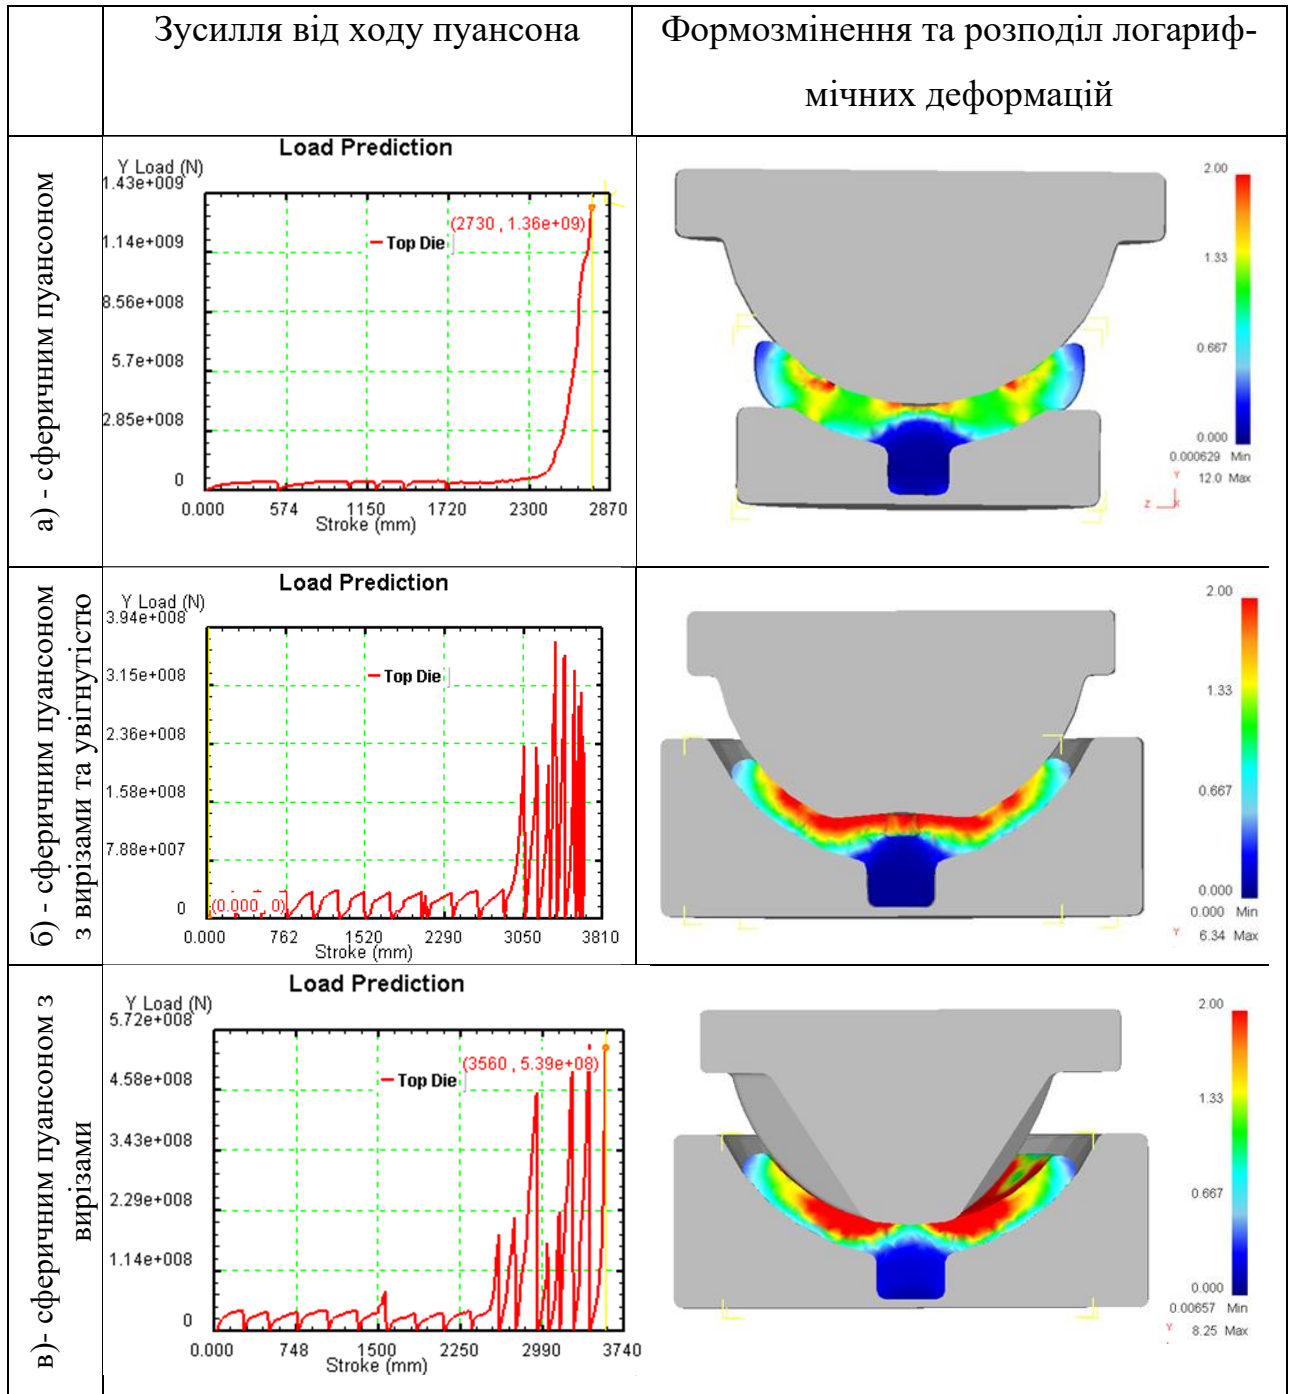 Зусилля від ходу пуансона
Формозмінення та розподіл логариф-
мічних деформацій
а) - сферичним пуансоном
Load Prediction
Y Load (N)
1.43e+009
1.14e+009
8.56e+008
5.7e+008
2.85e+008
0
(2730 , 1.36e+09)
Top Die
0.000 574 1150 1720 2300 2870
Stroke (mm)
2.00
1.33
0.667
0.000
0.000629 Min
12.0 Max
Y
Z X
б) - сферичним пуансоном
з вирізами та увігнутістю
Load Prediction
Y Load (N)
3.94e+008
3.15e+008
2.36e+008
1.58e+008
7.88e+007
0
Top Die
(0.000 , 0)
0.000 762 1520 2290 3050 3810
Stroke (mm)
2.00
1.33
0.667
0.000
0.000 Min
Y 6.34 Max
в)- сферичним пуансоном з
вирізами
Load Prediction
Y Load (N)
5.72e+008
4.58e+008
3.43e+008
2.29e+008
1.14e+008
0
(3560 , 5.39e+08)
Top Die
0.000 748 1500 2250 2990 3740
Stroke (mm)
2.00
1.33
0.667
0.000
0.00657 Min
Y 8.25 Max